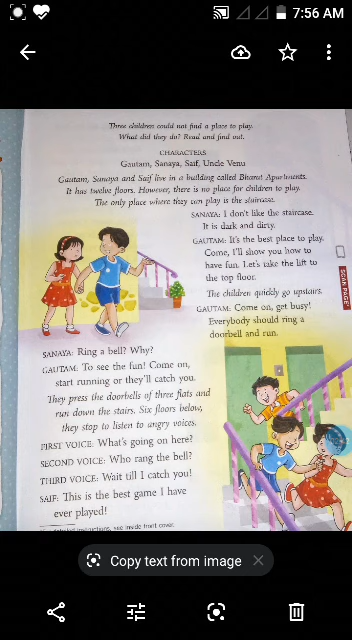 7:56 AM
Three children could not find a place to play.
What did they do? Read and find out.
CHARACTERS
Gautam, Sanaya, Saif, Uncle Venu
Gautam, Sanaya and Saif live in a building called Bharat Apartments.
It has twelve floors. However, there is no place for children to play.
The only place where they can play is the staircase.
SANAYA: I don't like the staircase.
It is dark and dirty.
GAUTAM: It's the best place to play.
Come, I'll show you how to
have fun. Let's take the lift to
the top floor.
The children quickly go upstairs.
GAUTAM: Come on, get busy!
Everybody should ring a
doorbell and run.
SCAN PAGE
SANAYA: Ring a bell? Why?
GAUTAM: To see the fun! Come on,
start running or they'll catch you.
They press the doorbells of three flats and
run down the stairs. Six floors below,
they stop to listen to angry voices.
FIRST VOICE: What's going on here?
SECOND VOICE: Who rang the bell?
THIRD VOICE: Wait till I catch you!
SAIF: This is the best game I have
ever played!
instructions, see inside front cover.
Copy text from image